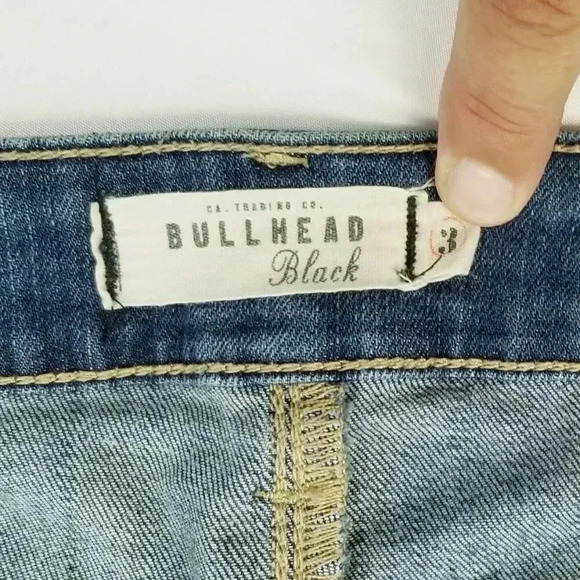 CA. TRADING CO.
BULLHEAD
Black
3